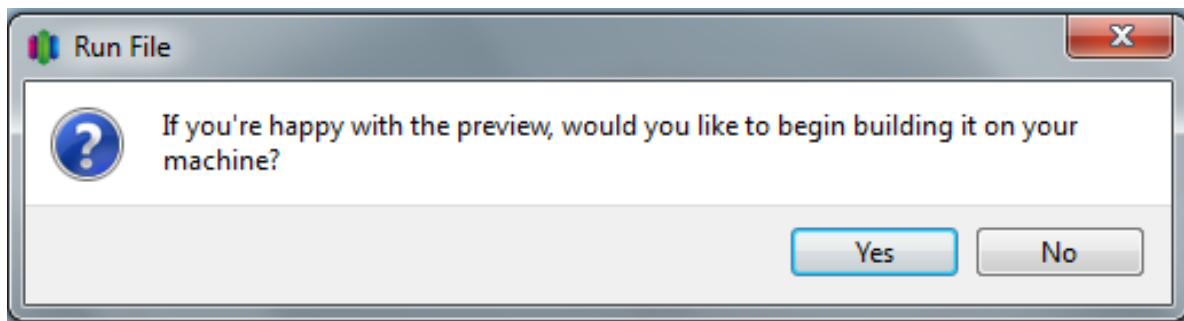 Run File
If you're happy with the preview, would you like to begin building it on your
machine?
Yes
No